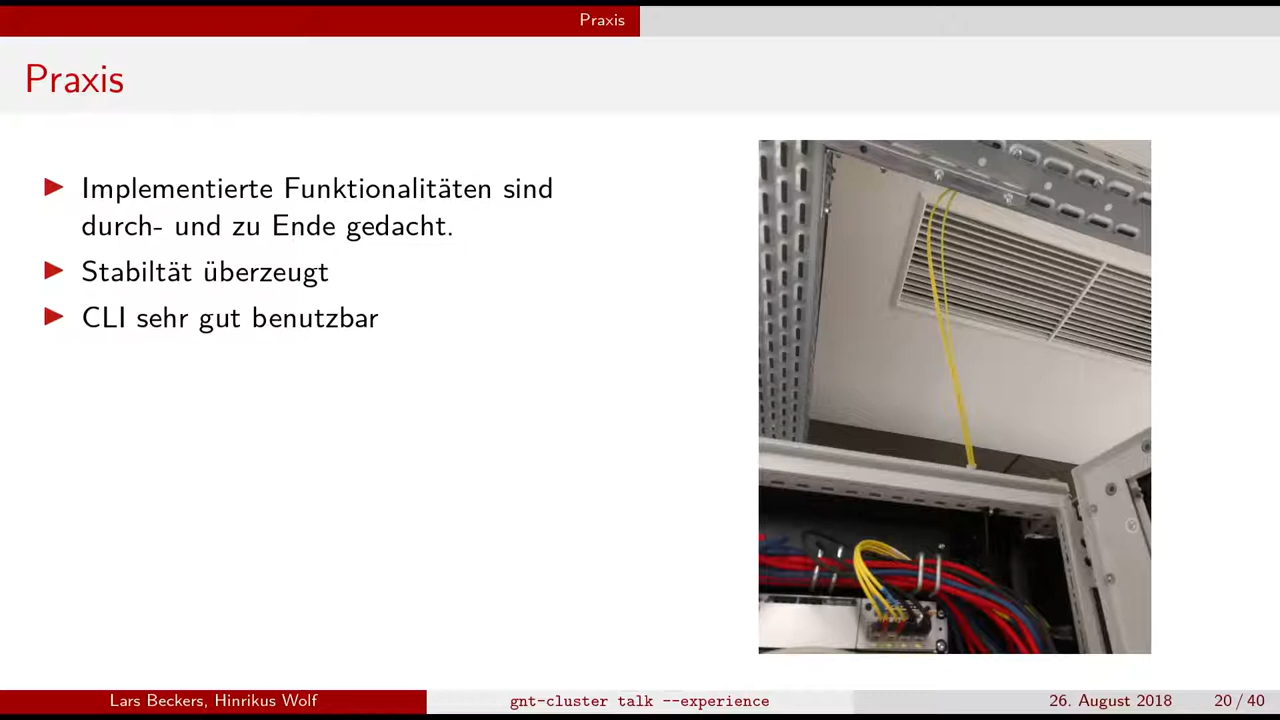 Praxis
Praxis
Implementierte Funktionalitäten sind
durch- und zu Ende gedacht.
Stabiltät überzeugt
CLI sehr gut benutzbar
Lars Beckers, Hinrikus Wolf
gnt-cluster talk --experience
26. August 2018
20 / 40